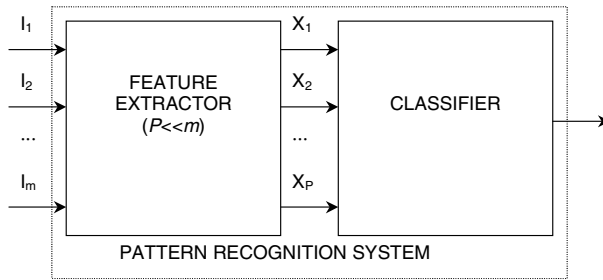 I1 X1
I2 X2
FEATURE
EXTRACTOR
(P<<m)
CLASSIFIER
... ...
Im XP
PATTERN RECOGNITION SYSTEM